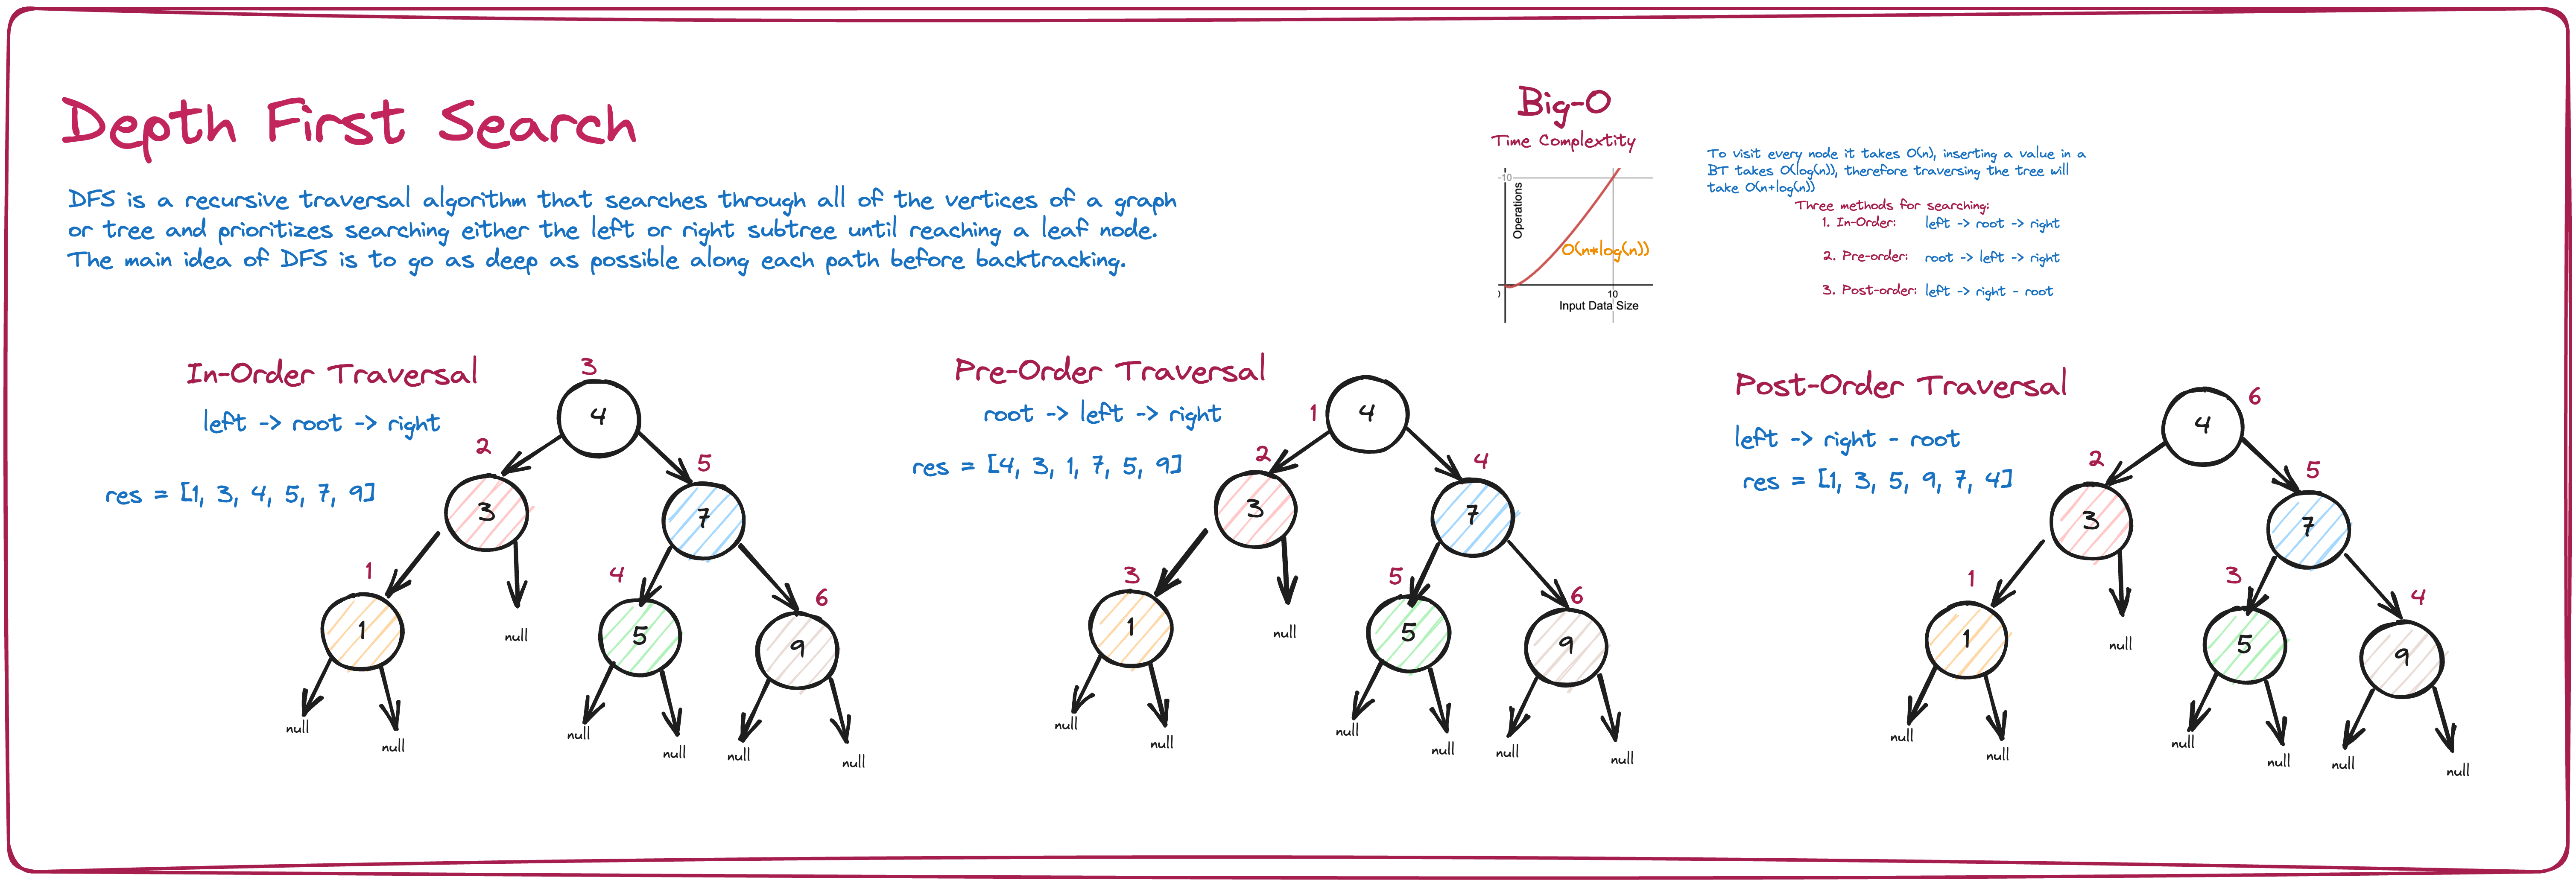 Depth First Search
DFS is a recursive traversal algorithm that searches through all of the vertices of a graph
or tree and prioritizes searching either the left or right subtree until reaching a leaf node.
The main idea of DFS is to go as deep as possible along each path before backtracking.
Big-O
Time Complextity
-10
Operations
O(n*log(n))
0
10
Input Data Size
To visit every node it takes O(n), inserting a value in a
BT takes O(log(n)), therefore traversing the tree will
take O(n+log(n))
Three methods for searching:
1. In-Order: left -> root -> right
2. Pre-order: root -> left -> right
3. Post-order: left -> right - root
In-Order Traversal
left -> root -> right
res = [1, 3, 4, 5, 7, 9]
3
4
2
5
3
7
1
4
6
1
null
5
9
null
null
null
null
null
null
Pre-Order Traversal
root -> left -> right
res = [4, 3, 1, 7, 5, 9]
1
4
2
4
3
7
3
5
6
1
null
5
9
null
null
null
null
null
null
Post-Order Traversal
left -> right - root
res = [1, 3, 5, 9, 7, 4]
6
4
2
5
3
7
1
3
4
1
null
5
9
null
null
null
null
null
null